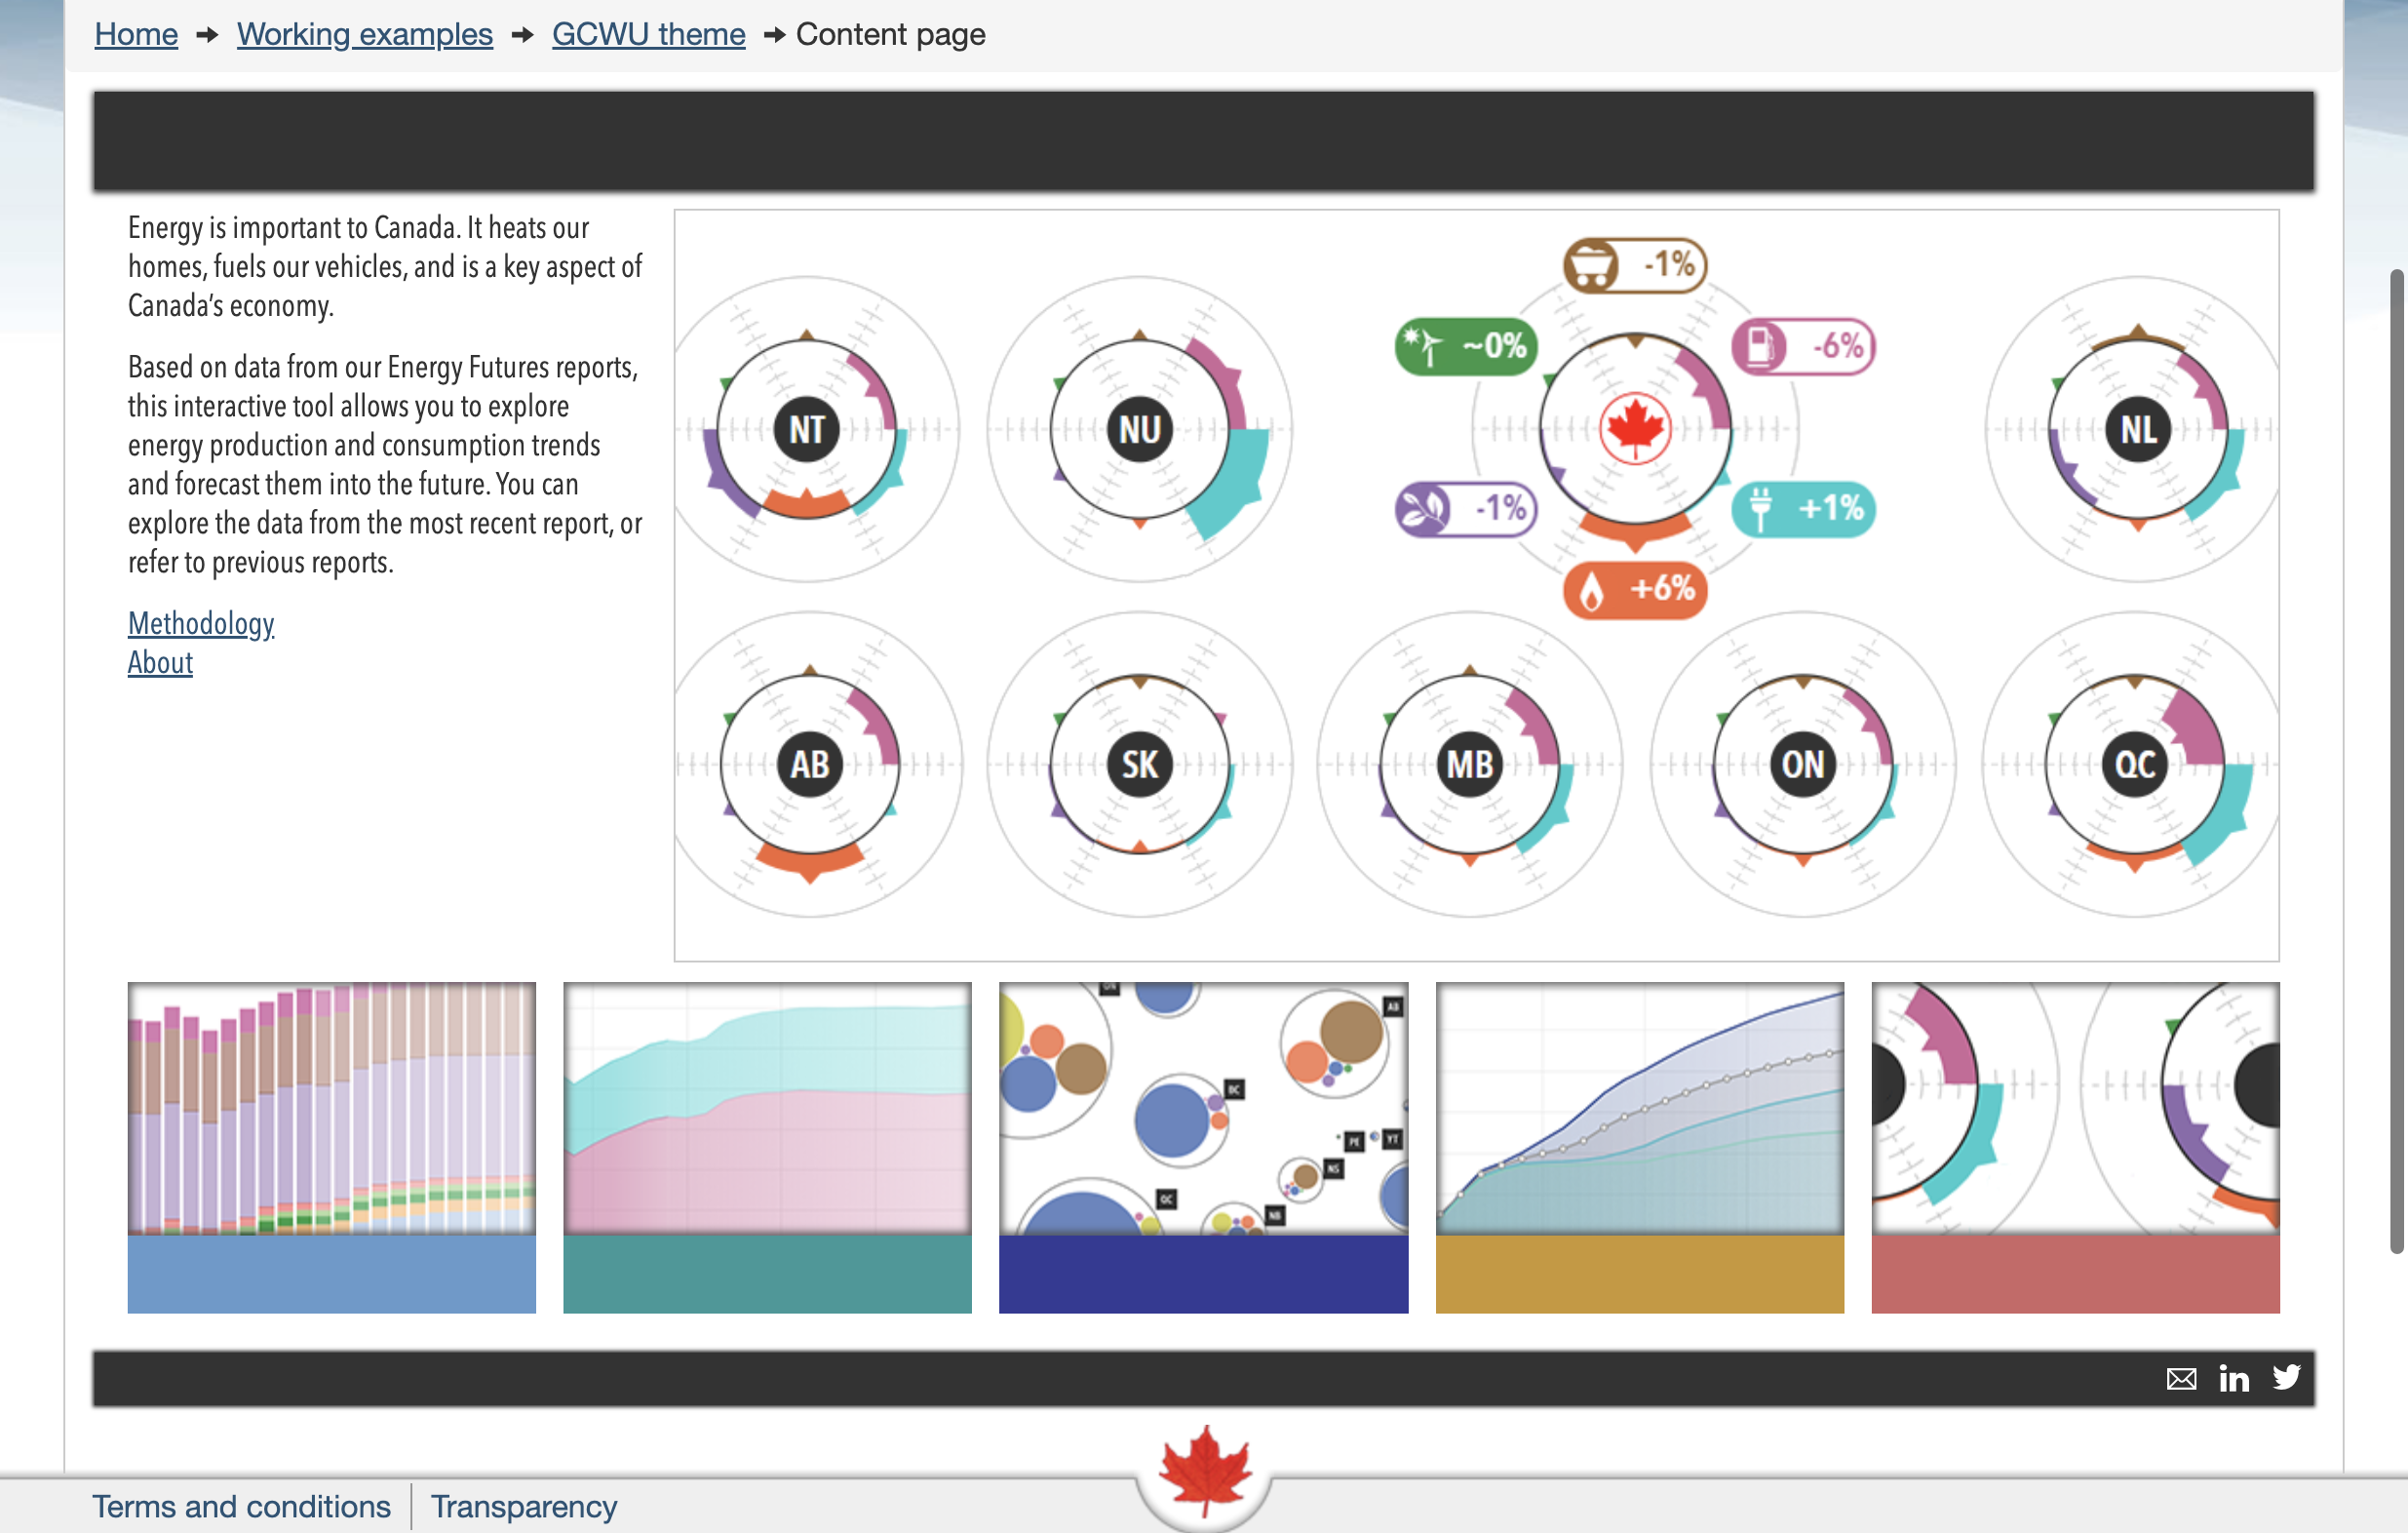 Home → Working examples → GCWU theme → Content page
Energy is important to Canada. It heats our
homes, fuels our vehicles, and is a key aspect of
Canada's economy.
Based on data from our Energy Futures reports,
this interactive tool allows you to explore
energy production and consumption trends
and forecast them into the future. You can
explore the data from the most recent report, or
refer to previous reports.
Methodology
About
-1%
~0%
-6%
NT
NU
NL
-1%
+1%
+6%
AB
SK
MB
ON
QC
ON
AB
BC
PE
YT
NS
QC
NB
in
Terms and conditions
Transparency